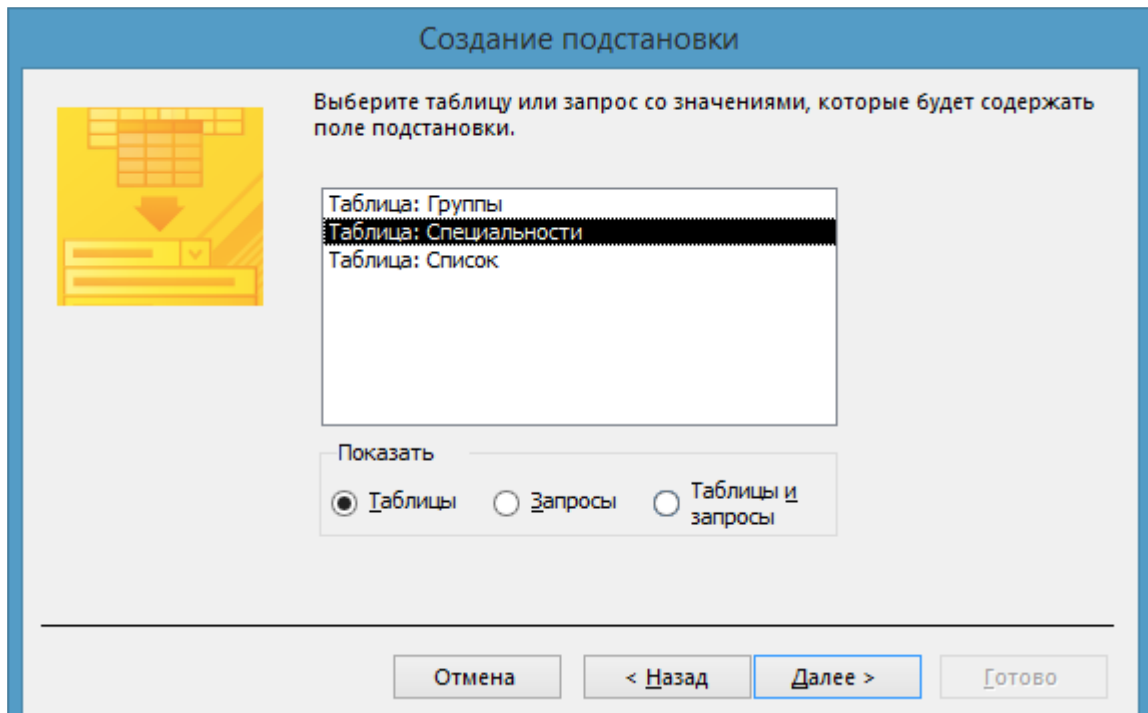 Создание подстановки
Выберите таблицу или запрос со значениями, которые будет содержать
поле подстановки.
Таблица: Группы
Таблица: Специальности
Таблица: Список
Показать
Таблицы
Запросы
Таблицы и
запросы
Отмена
< Назад
Далее >
Готово